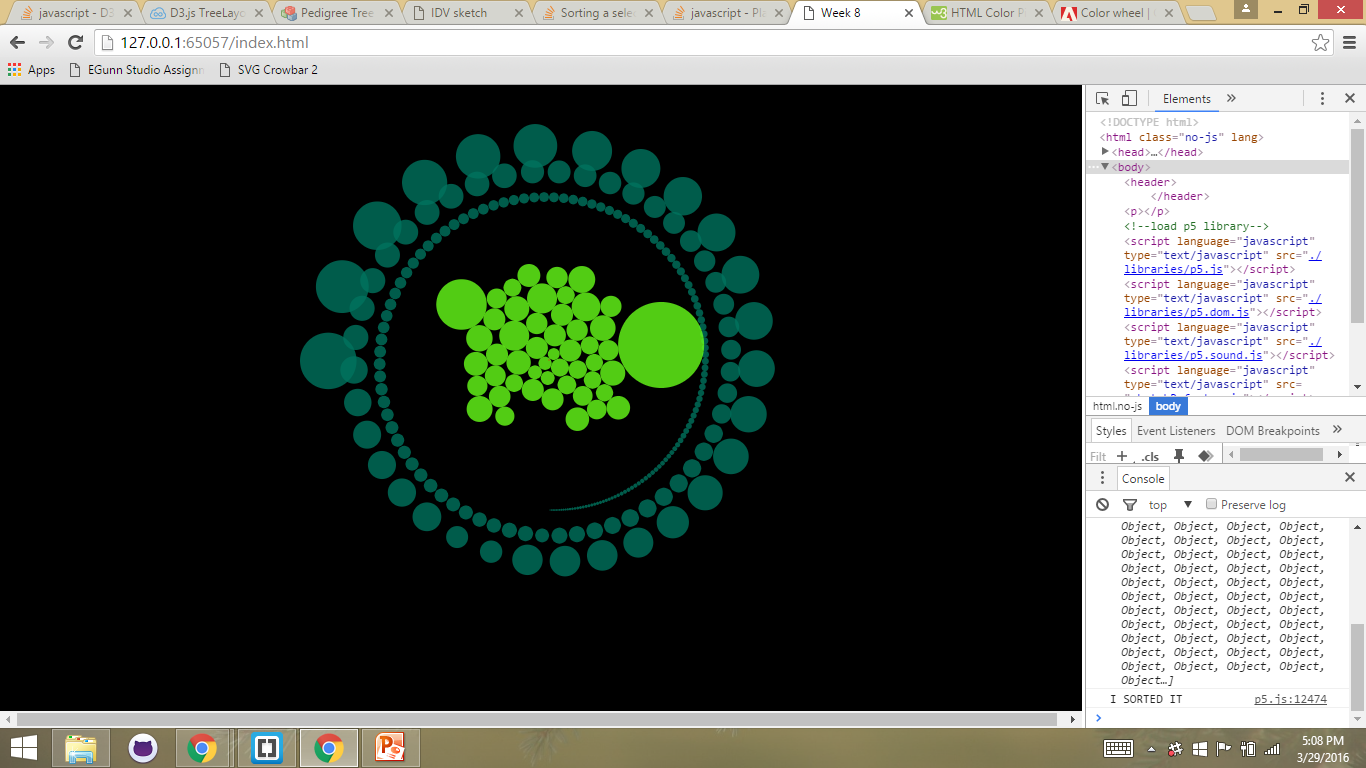 javascript - D3
D3.js TreeLayo
Pedigree Tree
IDV sketch
Sorting a sele
javascript - Pla
Week 8
HTML Color P
Color wheel |
127.0.0.1:65057/index.html
Apps
EGunn Studio Assignn
SVG Crowbar 2
Elements »
<!DOCTYPE html>
<html class="no-js" lang>
<head>…</head>
<body>
<header>
</header>
<p></p>
<!--load p5 library-->
<script language="javascript"
type="text/javascript" src="./
libraries/p5.js"></script>
<script language="javascript"
type="text/javascript" src="./
libraries/p5.dom.js"></script>
<script language="javascript"
type="text/javascript" src="./
libraries/p5.sound.js"></script>
<script language="javascript"
type="text/javascript" src=
html.no-js body
Styles Event Listeners DOM Breakpoints »
Filt + .cls
Console
top ▼ Preserve log
Object, Object, Object, Object,
Object, Object, Object, Object,
Object, Object, Object, Object,
Object, Object, Object, Object,
Object, Object, Object, Object,
Object, Object, Object, Object,
Object, Object, Object, Object,
Object, Object, Object, Object,
Object, Object, Object, Object,
Object, Object, Object, Object,
Object, Object, Object, Object,
Object…]
I SORTED IT p5.js:12474
5:08 PM
3/29/2016